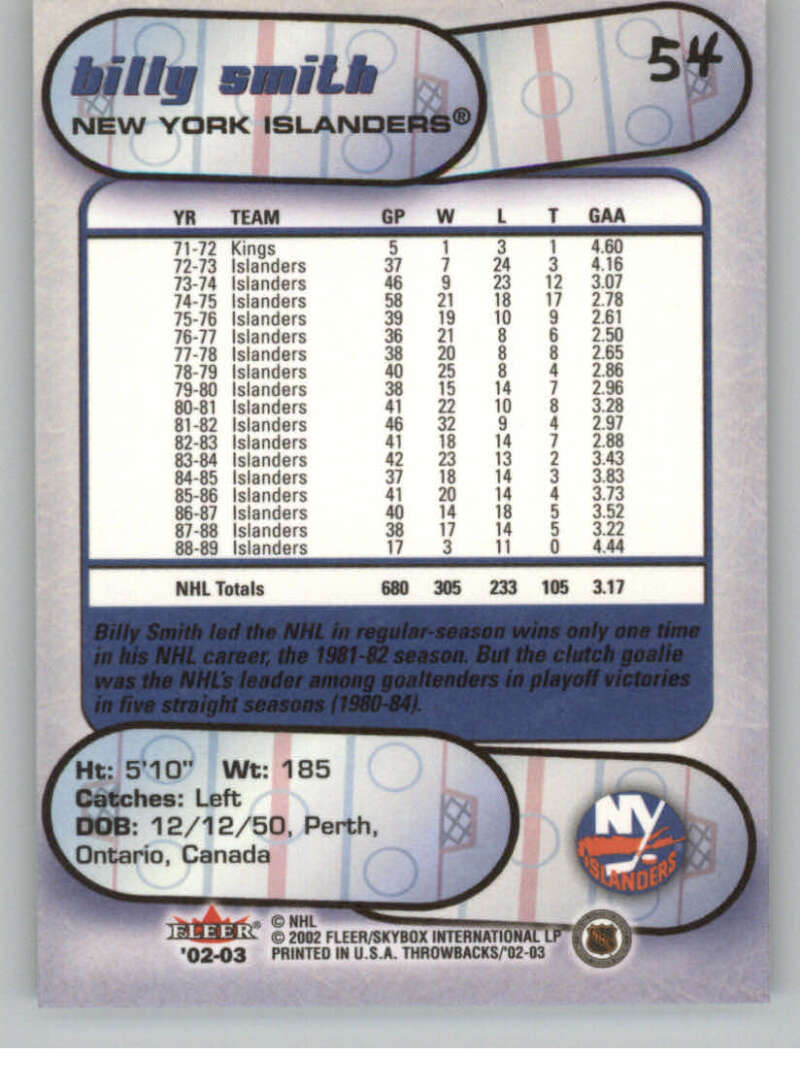 billy smith
NEW YORK ISLANDERS®
54
YR TEAM GP W L T GAA
71-72 Kings 5 1 3 1 4.60
72-73 Islanders 37 7 24 3 4.16
73-74 Islanders 46 9 23 12 3.07
74-75 Islanders 58 21 18 17 2.78
75-76 Islanders 39 19 10 9 2.61
76-77 Islanders 36 21 8 6 2.50
77-78 Islanders 38 20 8 8 2.65
78-79 Islanders 40 25 8 4 2.86
79-80 Islanders 38 15 14 7 2.96
80-81 Islanders 41 22 10 8 3.28
81-82 Islanders 46 32 9 4 2.97
82-83 Islanders 41 18 14 7 2.88
83-84 Islanders 42 23 13 2 3.43
84-85 Islanders 37 18 14 3 3.83
85-86 Islanders 41 20 14 4 3.73
86-87 Islanders 40 14 18 5 3.52
87-88 Islanders 38 17 14 5 3.22
88-89 Islanders 17 3 11 0 4.44
NHL Totals 680 305 233 105 3.17
Billy Smith led the NHL in regular-season wins only one time
in his NHL career, the 1981-82 season. But the clutch goalie
was the NHL's leader among goaltenders in playoff victories
in five straight seasons (1980-84).
Ht: 5'10" Wt: 185
Catches: Left
DOB: 12/12/50, Perth,
Ontario, Canada
NY
ISLANDERS
FLEER®
'02-03
© NHL
© 2002 FLEER/SKYBOX INTERNATIONAL LP
PRINTED IN U.S.A. THROWBACKS/'02-03
NHL